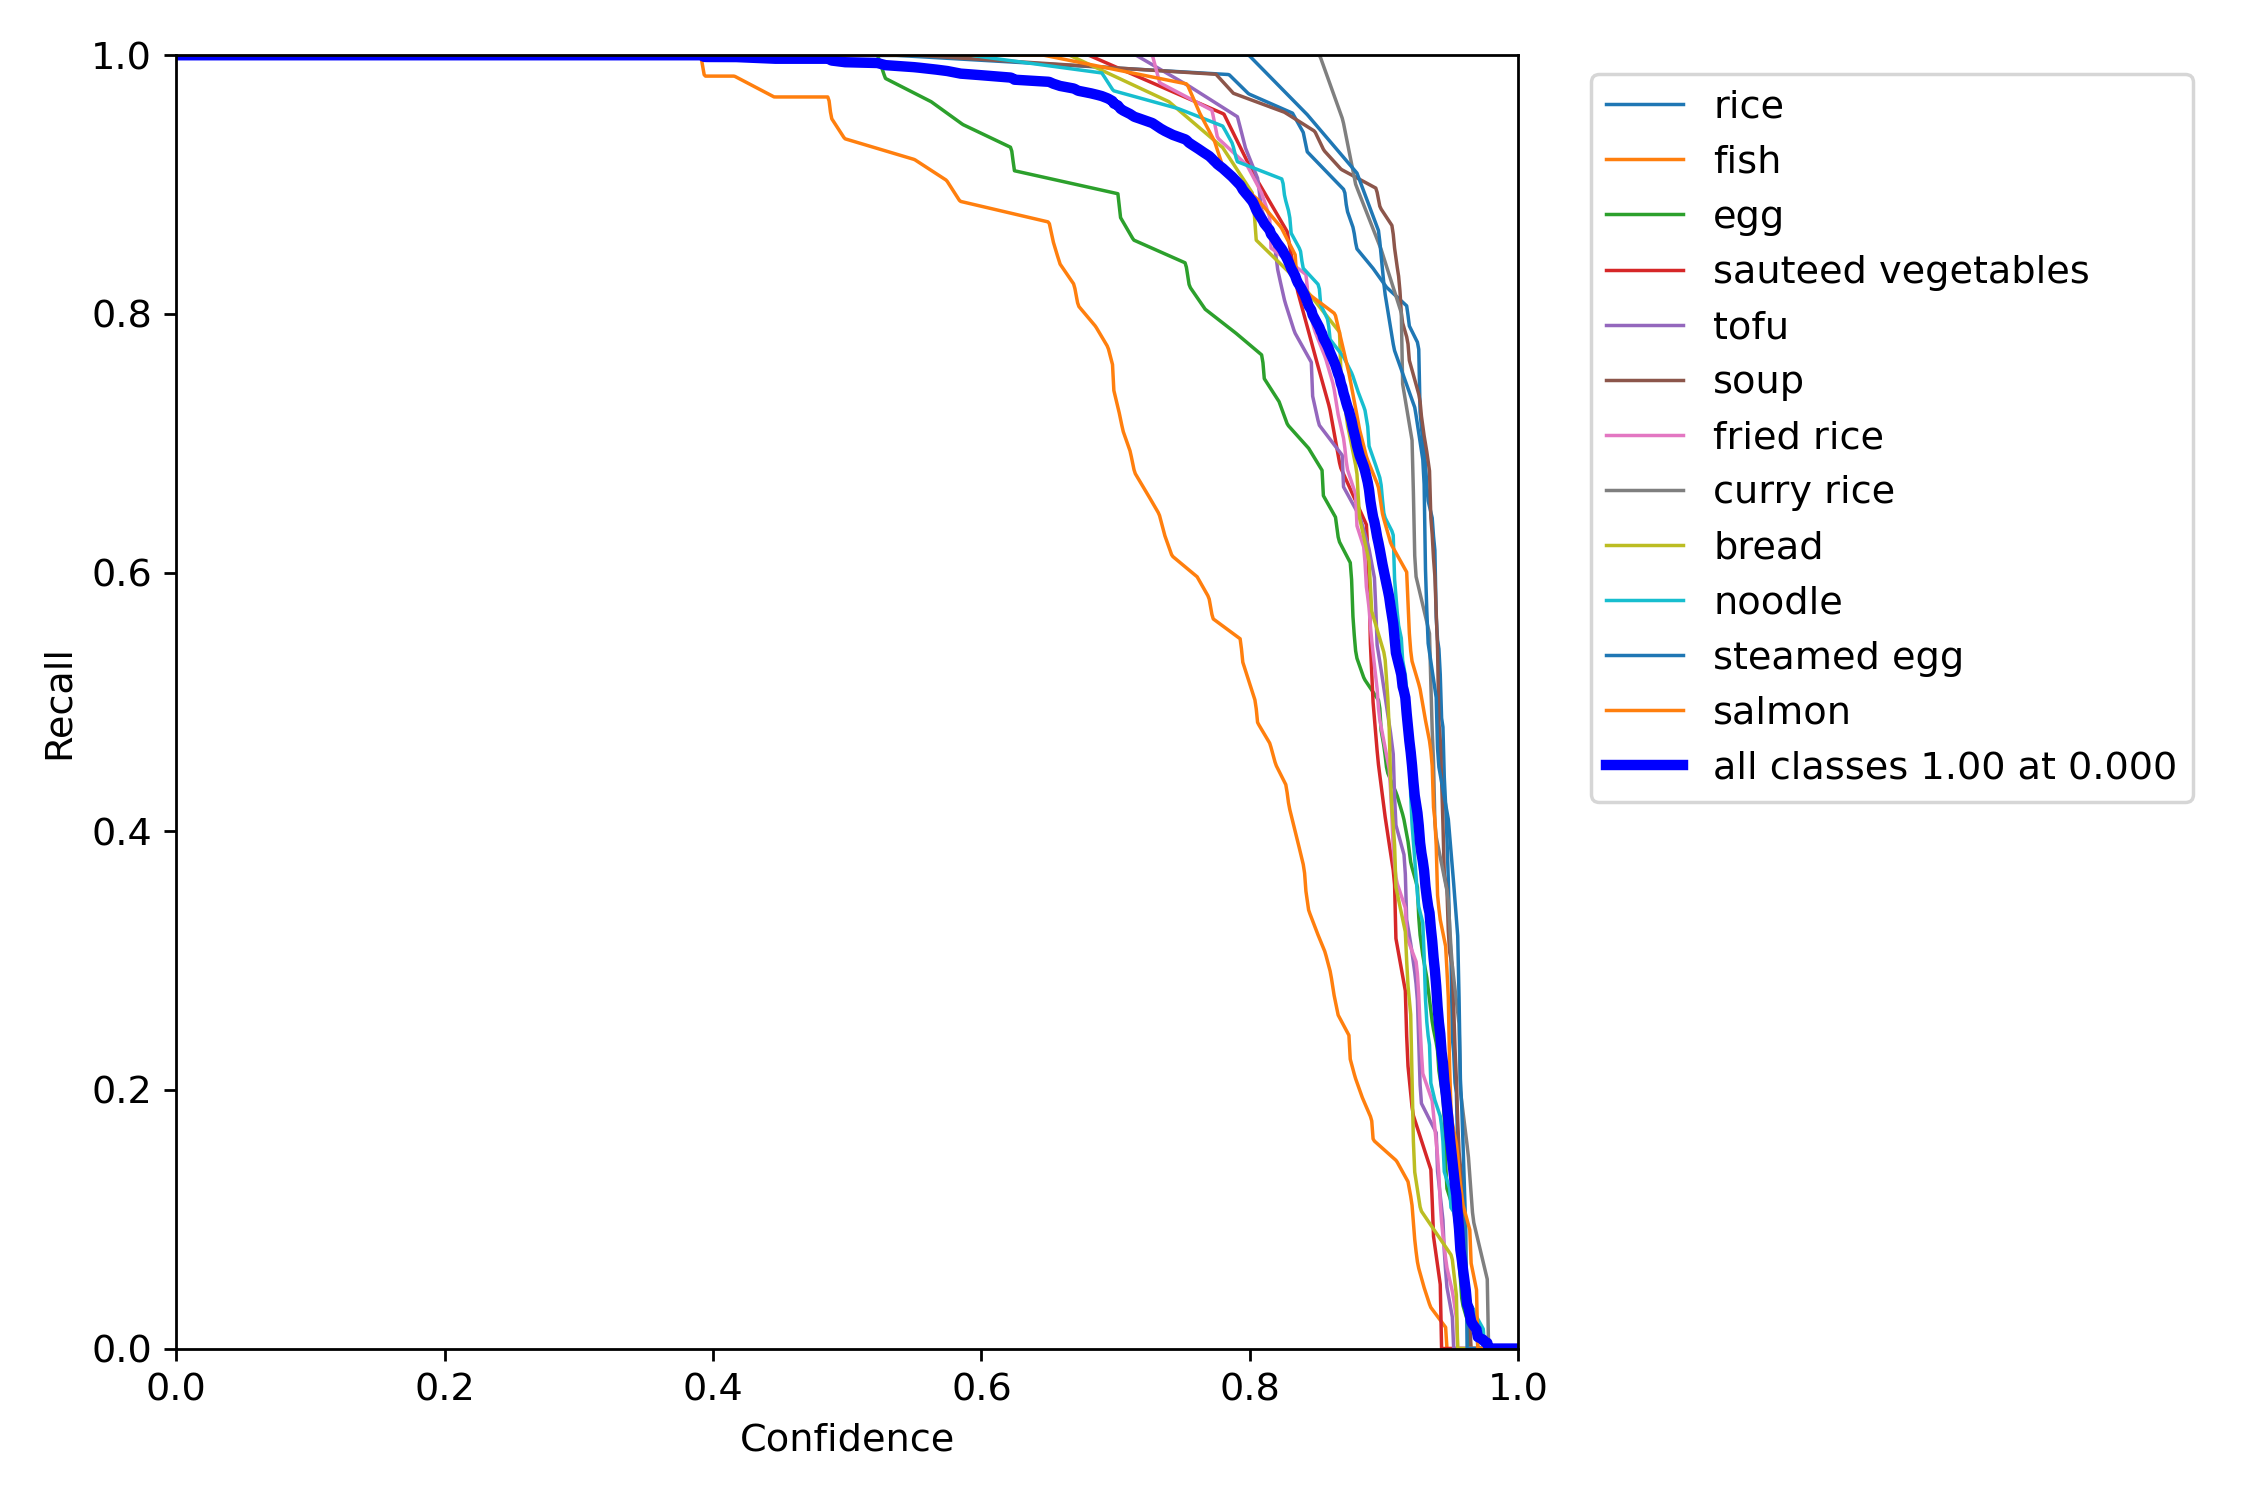 1.0
0.8
0.6
0.4
0.2
0.0
0.0 0.2 0.4 0.6 0.8 1.0
Recall
Confidence
rice
fish
egg
sauteed vegetables
tofu
soup
fried rice
curry rice
bread
noodle
steamed egg
salmon
all classes 1.00 at 0.000